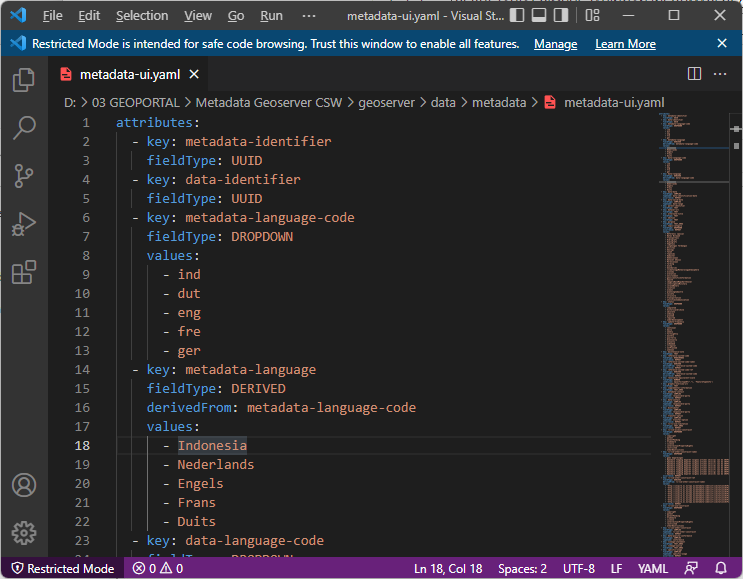 File Edit Selection View Go Run ··· metadata-ui.yaml - Visual St...
Restricted Mode is intended for safe code browsing. Trust this window to enable all features. Manage Learn More
metadata-ui.yaml
D: > 03 GEOPORTAL > Metadata Geoserver CSW > geoserver > data > metadata > metadata-ui.yaml
1 attributes:
2 - key: metadata-identifier
3 fieldType: UUID
4 - key: data-identifier
5 fieldType: UUID
6 - key: metadata-language-code
7 fieldType: DROPDOWN
8 values:
9 - ind
10 - dut
11 - eng
12 - fre
13 - ger
14 - key: metadata-language
15 fieldType: DERIVED
16 derivedFrom: metadata-language-code
17 values:
18 - Indonesia
19 - Nederlands
20 - Engels
21 - Frans
22 - Duits
23 - key: data-language-code
24 fieldType: DROPDOWN
Restricted Mode 0 0 Ln 18, Col 18 Spaces: 2 UTF-8 LF YAML